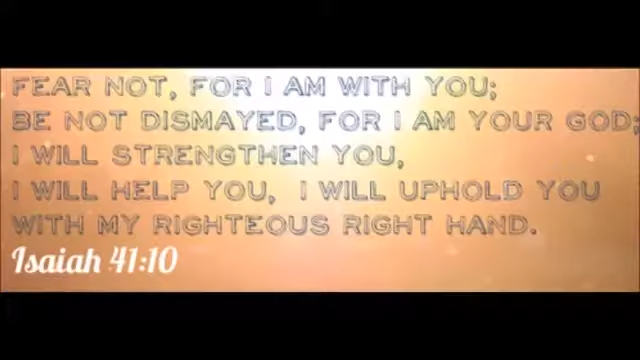 FEAR NOT, FOR I AM WITH YOU;
BE NOT DISMAYED, FOR I AM YOUR GOD;
I WILL STRENGTHEN YOU,
I WILL HELP YOU, I WILL UPHOLD YOU
WITH MY RIGHTEOUS RIGHT HAND.
Isaiah 41:10